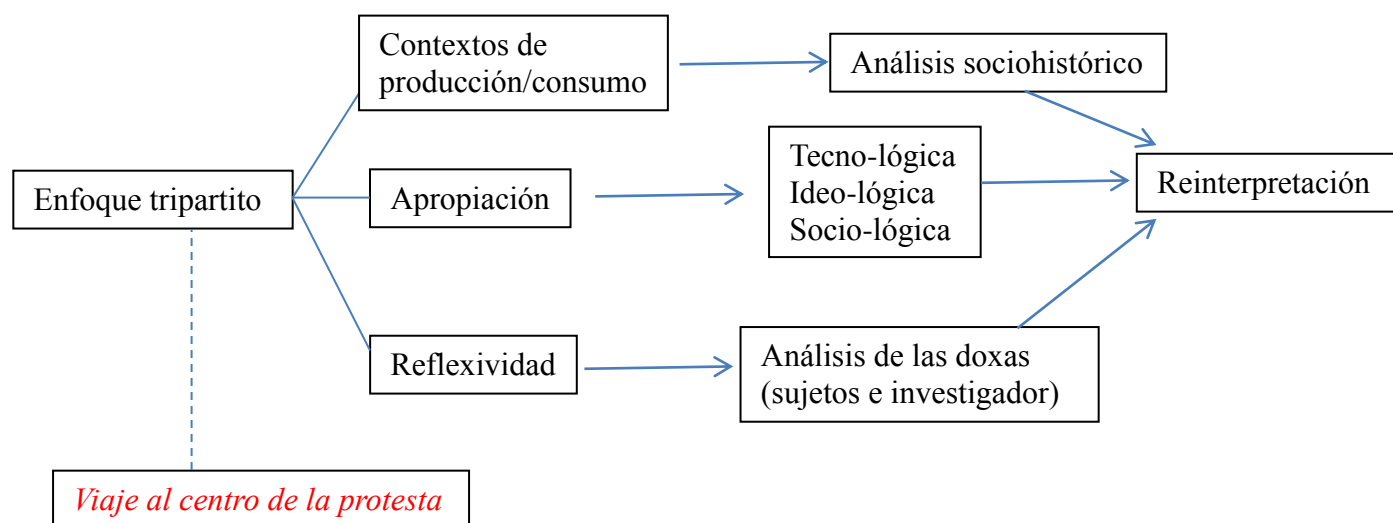 Contextos de
producción/consumo
Análisis sociohistórico
Enfoque tripartito
Apropiación
Tecno-lógica
Ideo-lógica
Socio-lógica
Reinterpretación
Reflexividad
Análisis de las doxas
(sujetos e investigador)
Viaje al centro de la protesta